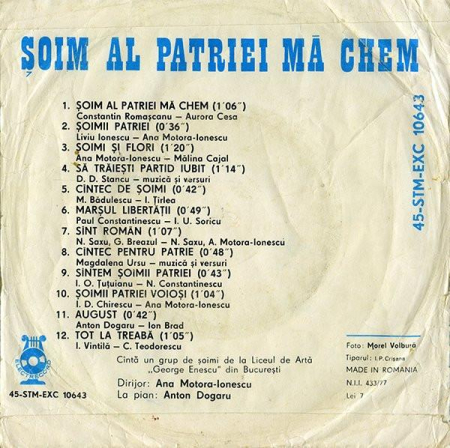 ȘOIM AL PATRIEI MĂ CHEM
1. ȘOIM AL PATRIEI MĂ CHEM (1'06")
Constantin Romașcanu — Aurora Cesa
2. ȘOIMII PATRIEI (0'36")
Liviu Ionescu — Ana Motora-Ionescu
3. ȘOIMI ȘI FLORI (1'20")
Ana Motora-Ionescu — Mălina Cajal
4. SĂ TRĂIEȘTI PARTID IUBIT (1'14")
D. D. Stancu — muzică și versuri
5. CÎNTEC DE ȘOIMI (0'42")
M. Bădulescu — I. Țirlea
6. MARȘUL LIBERTĂȚII (0'49")
Paul Constantinescu — I. U. Soricu
7. SÎNT ROMÂN (1'07")
N. Saxu, G. Breazul — N. Saxu, A. Motora-Ionescu
8. CÎNTEC PENTRU PATRIE (0'48")
Magdalena Ursu — muzică și versuri
9. SÎNTEM ȘOIMII PATRIEI (0'43")
I. O. Țuțuianu — N. Constantinescu
10. ȘOIMII PATRIEI VOIOȘI (1'04")
I. D. Chirescu — Ana Motora-Ionescu
11. AUGUST (0'42")
Anton Dogaru — Ion Brad
12. TOT LA TREABĂ (1'05")
I. Vintilă — C. Teodorescu
Cîntă un grup de șoimi de la Liceul de Artă
„George Enescu" din București
Dirijor: Ana Motora-Ionescu
La pian: Anton Dogaru
ELECTRECORD
45-STM-EXC 10643
45-STM-EXC 10643
Foto: Morel Volbură
Tiparul: I.P. Crișana
MADE IN ROMANIA
N.I.I. 433/77
Lei 7